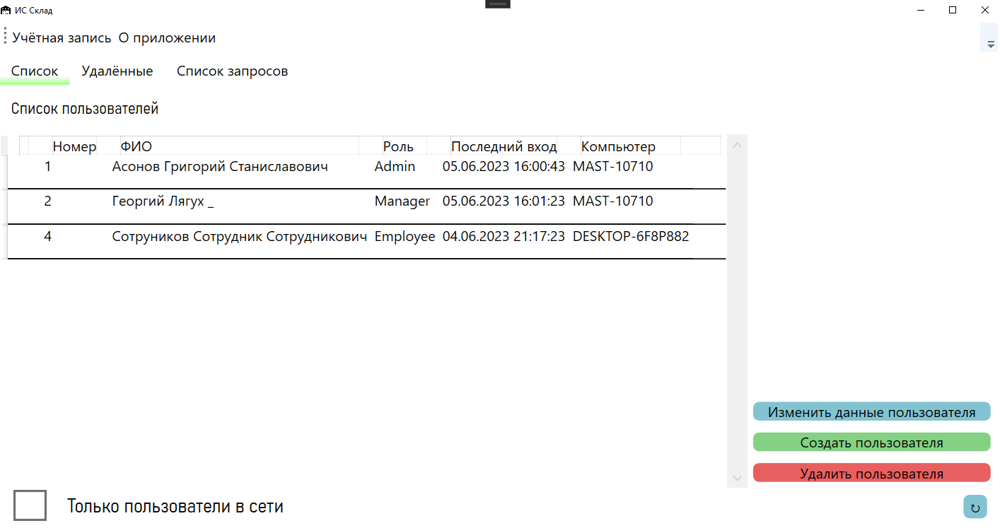 ИС Склад
Учётная запись О приложении
Список Удалённые Список запросов
Список пользователей
Номер ФИО Роль Последний вход Компьютер
1 Асонов Григорий Станиславович Admin 05.06.2023 16:00:43 MAST-10710
2 Георгий Лягух _ Manager 05.06.2023 16:01:23 MAST-10710
4 Сотруников Сотрудник Сотрудникович Employee 04.06.2023 21:17:23 DESKTOP-6F8P882
Изменить данные пользователя
Создать пользователя
Удалить пользователя
Только пользователи в сети